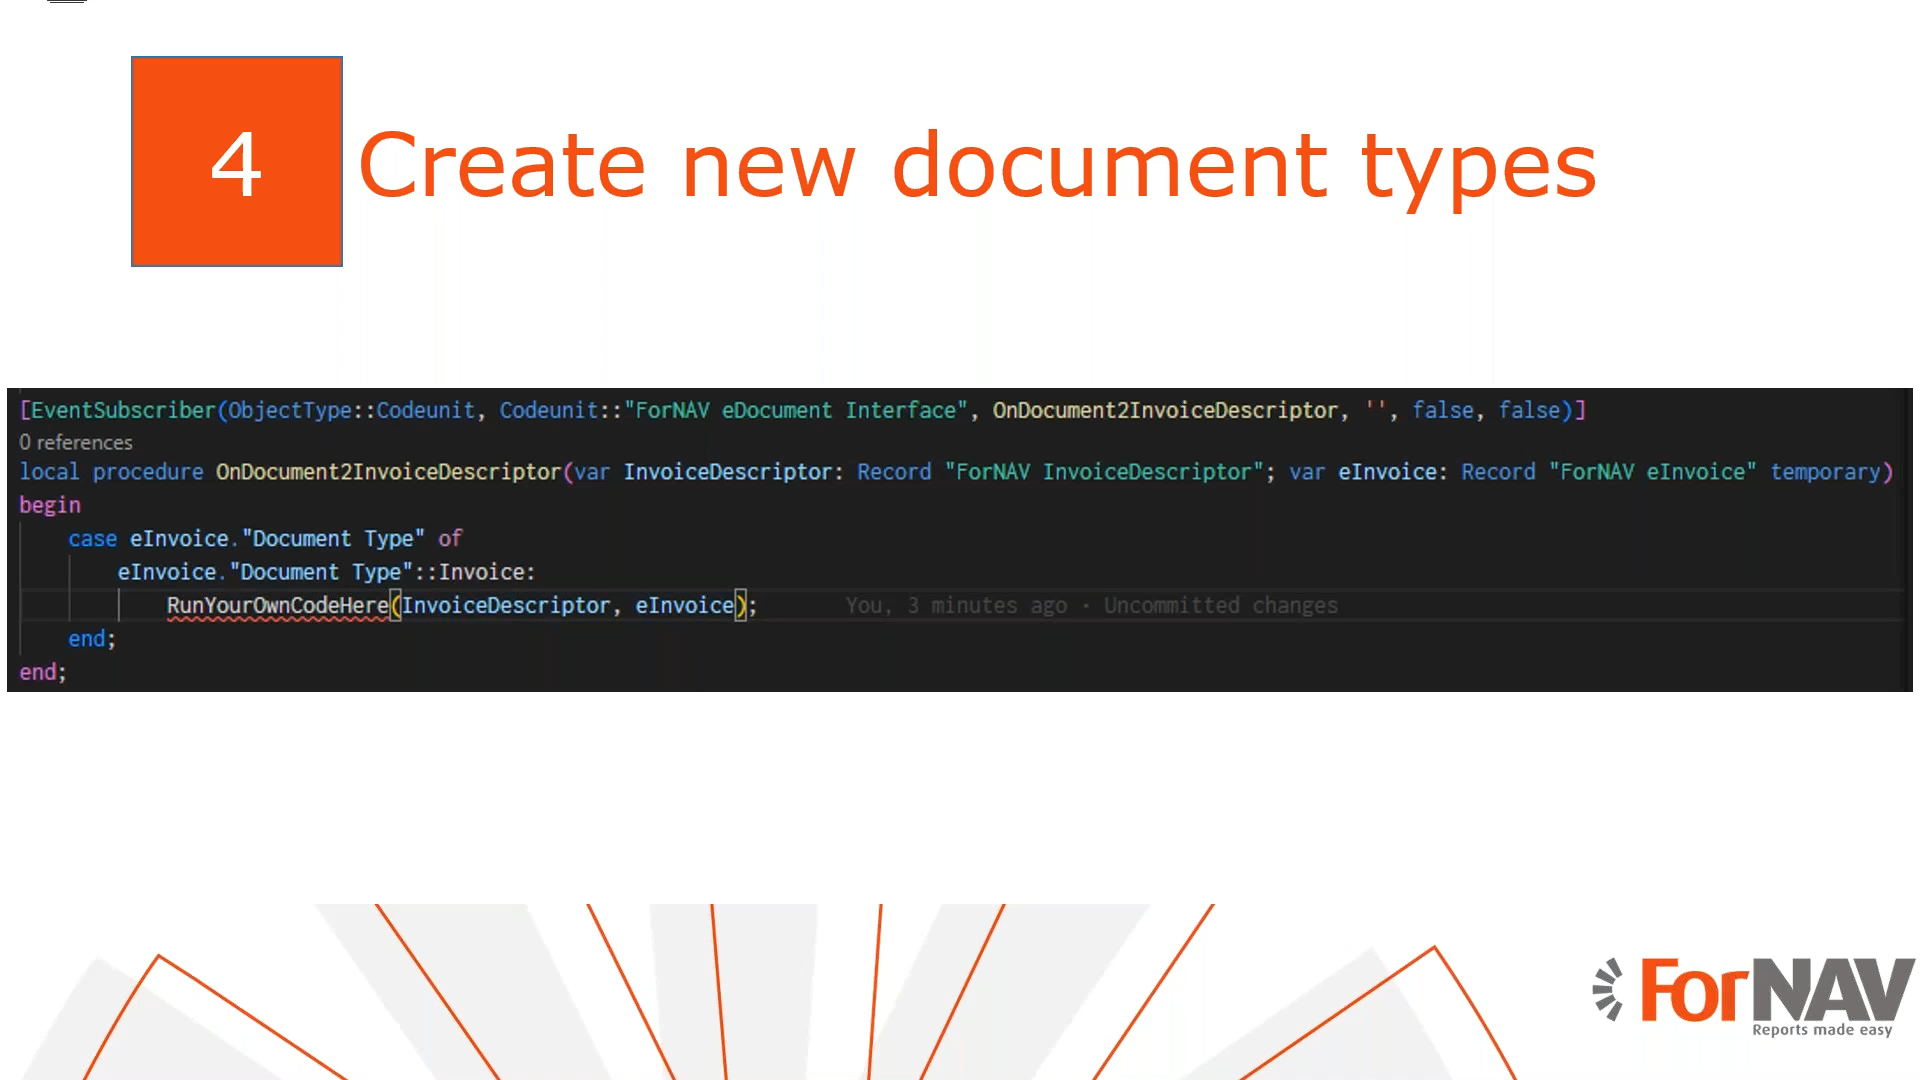 4 Create new document types
[EventSubscriber(ObjectType::Codeunit, Codeunit::"ForNAV eDocument Interface", OnDocument2InvoiceDescriptor, '', false, false)]
0 references
local procedure OnDocument2InvoiceDescriptor(var InvoiceDescriptor: Record "ForNAV InvoiceDescriptor"; var eInvoice: Record "ForNAV eInvoice" temporary)
begin
case eInvoice."Document Type" of
eInvoice."Document Type"::Invoice:
RunYourOwnCodeHere(InvoiceDescriptor, eInvoice); You, 3 minutes ago • Uncommitted changes
end;
end;
ForNAV
Reports made easy